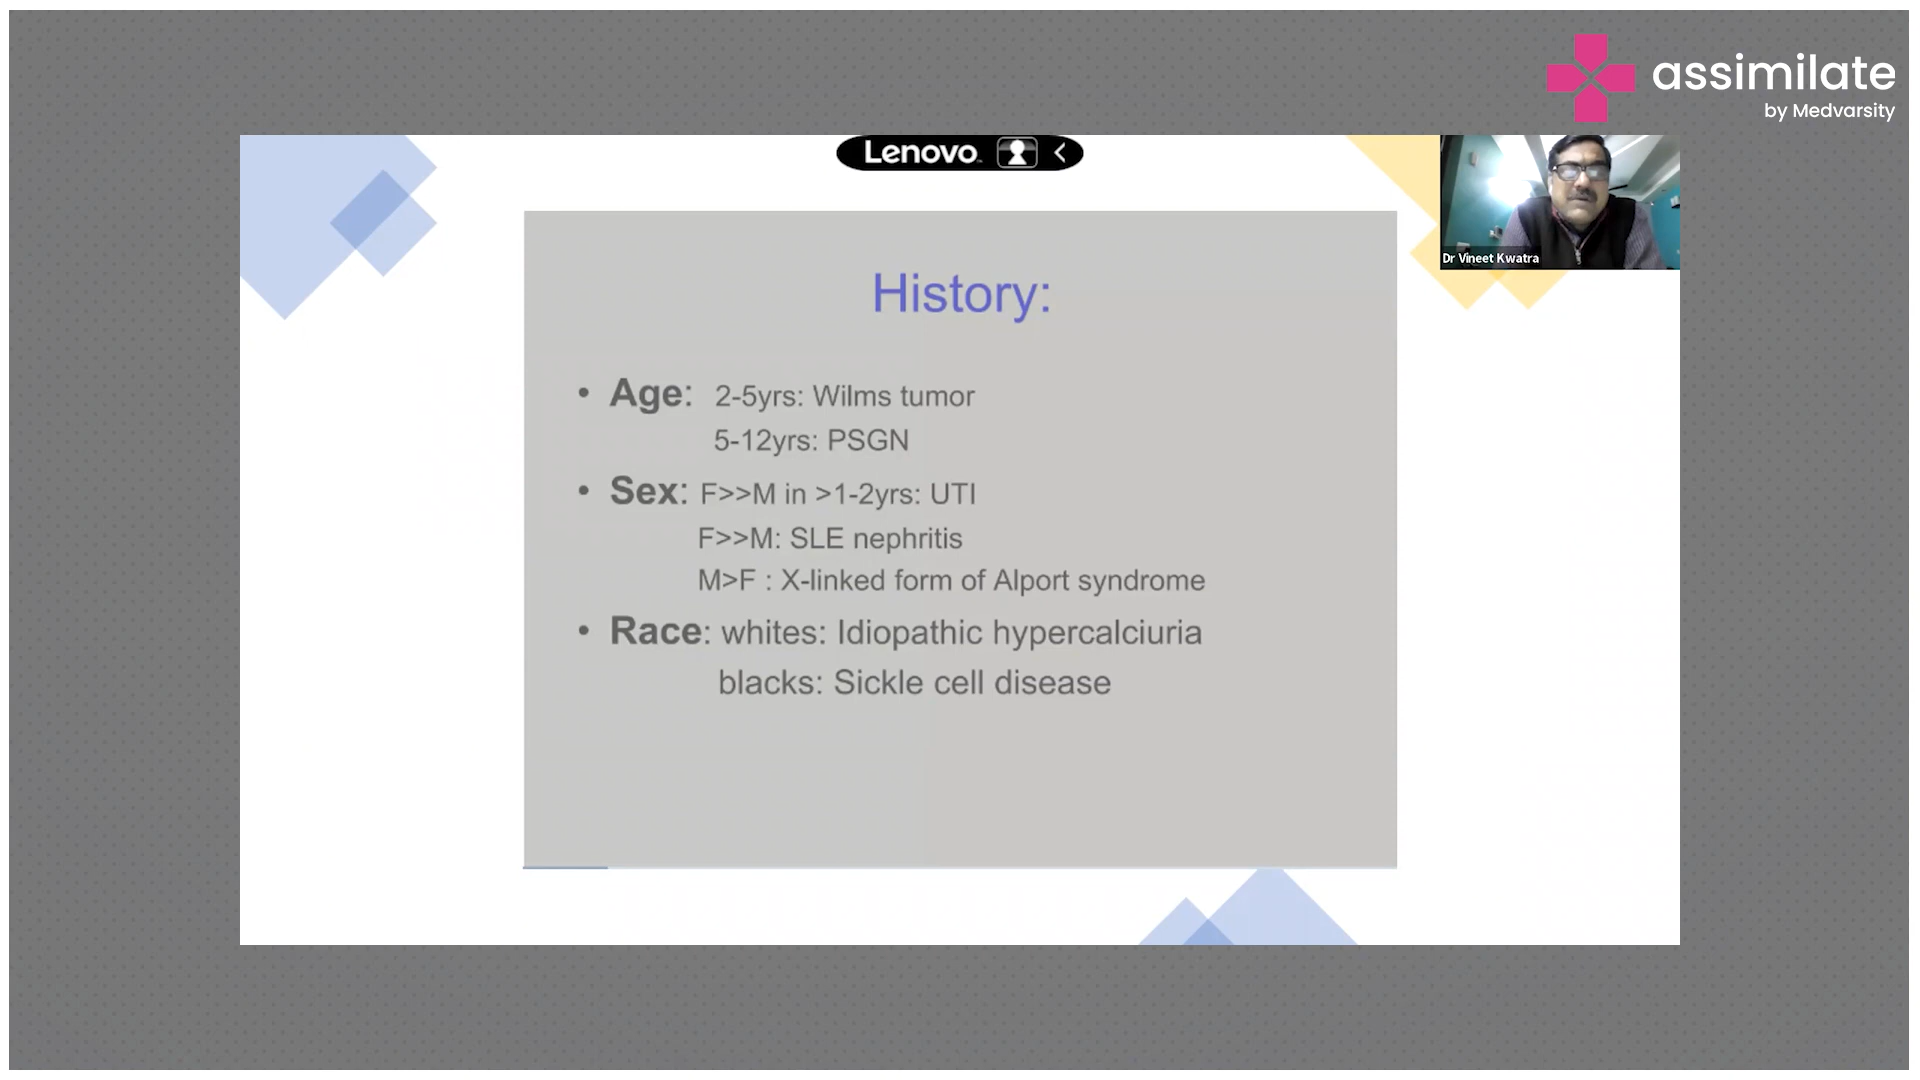 assimilate
by Medvarsity
Lenovo
Dr Vineet Kwatra
History:
• Age: 2-5yrs: Wilms tumor
5-12yrs: PSGN
• Sex: F>>M in >1-2yrs: UTI
F>>M: SLE nephritis
M>F : X-linked form of Alport syndrome
• Race: whites: Idiopathic hypercalciuria
blacks: Sickle cell disease